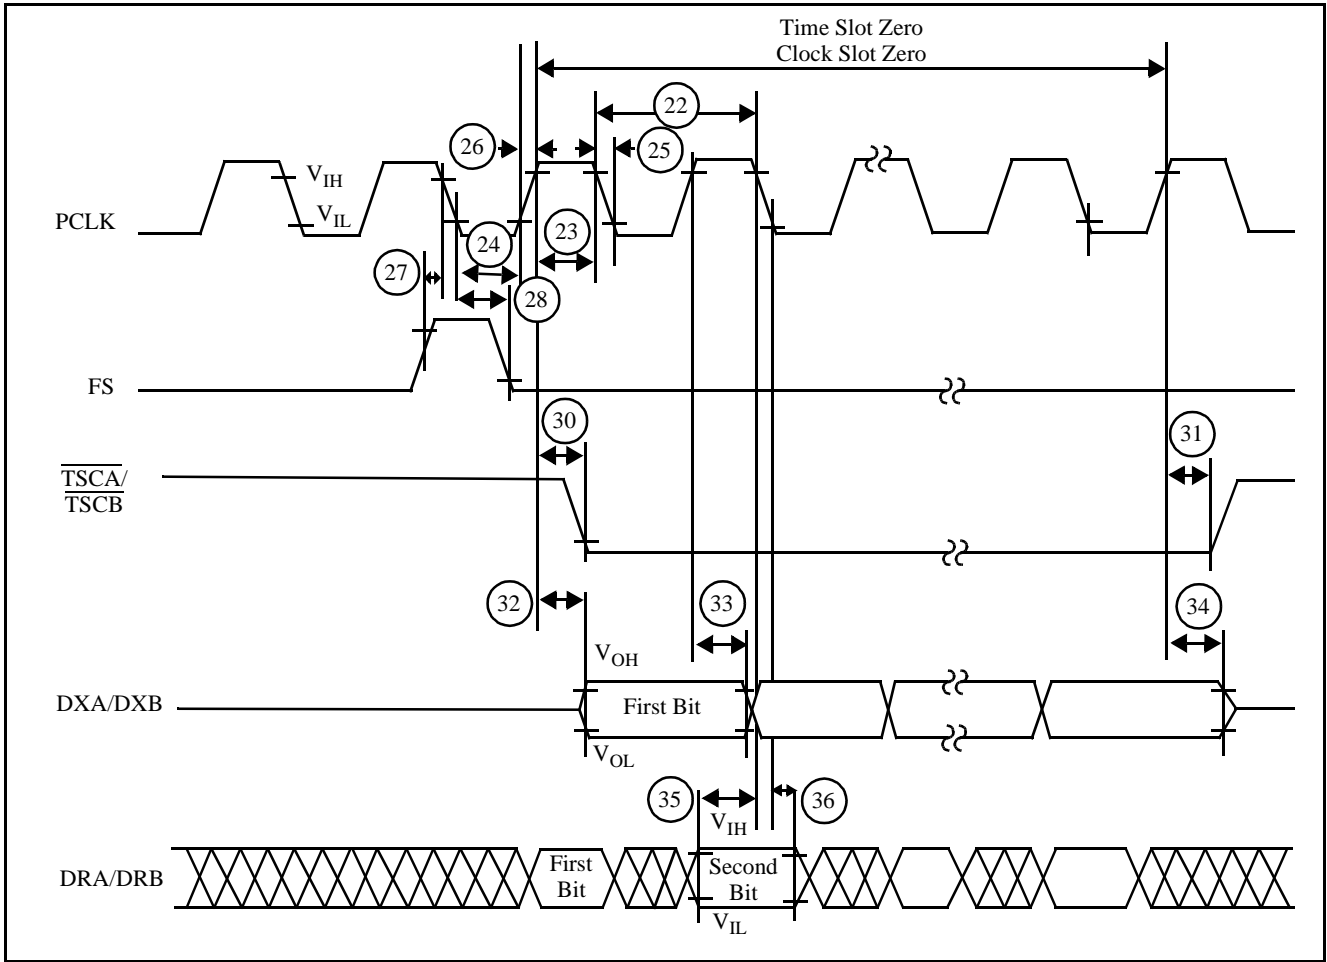 Time Slot Zero
Clock Slot Zero
22
26
25
VIH
VIL
PCLK
24
23
27
28
FS
30
31
TSCA/
TSCB
32
33
34
VOH
DXA/DXB
First Bit
VOL
35
36
VIH
DRA/DRB
First
Bit
Second
Bit
VIL